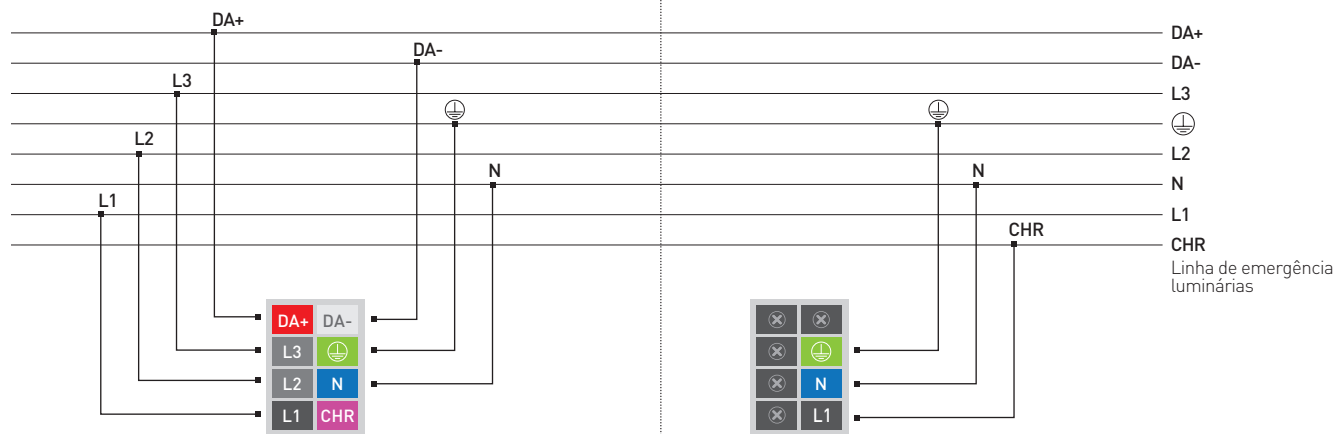 DA+
DA+
DA-
DA-
L3
L3
L2
L2
N
N
N
L1
L1
CHR
CHR
Linha de emergência
luminárias
DA+ DA-
L3
L2 N
N
L1 CHR
L1